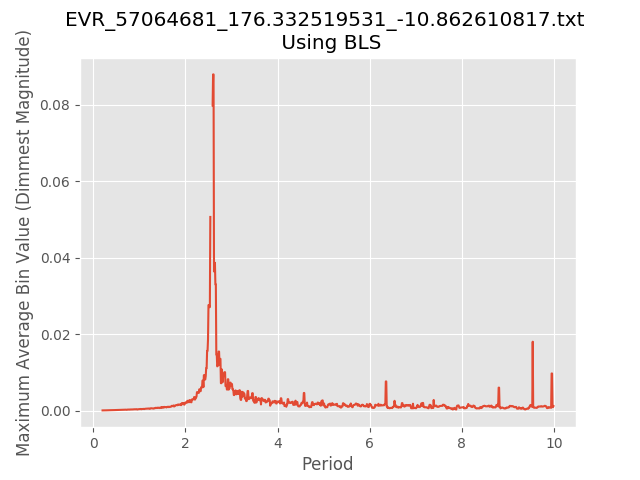 EVR_57064681_176.332519531_-10.862610817.txt
Using BLS
Maximum Average Bin Value (Dimmest Magnitude)
0.08
0.06
0.04
0.02
0.00
0
2
4
6
8
10
Period